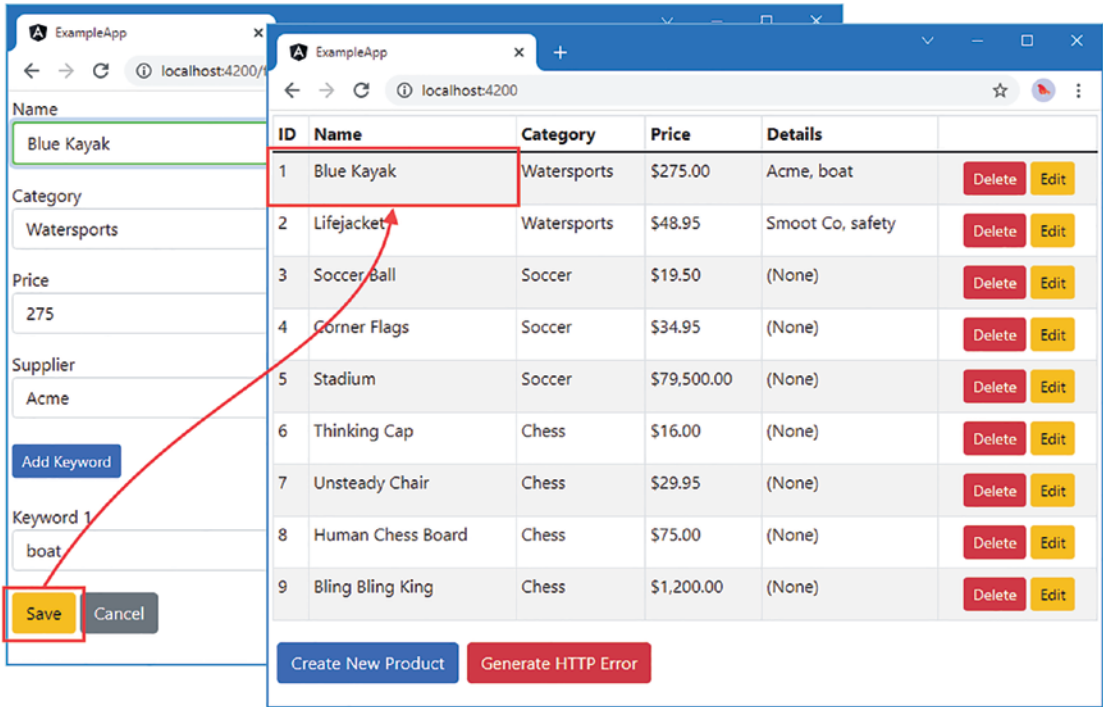 ExampleApp
localhost:4200/f
Name
Blue Kayak
Category
Watersports
Price
275
Supplier
Acme
Add Keyword
Keyword 1
boat
Save Cancel
ExampleApp
localhost:4200
ID Name Category Price Details
1 Blue Kayak Watersports $275.00 Acme, boat Delete Edit
2 Lifejacket Watersports $48.95 Smoot Co, safety Delete Edit
3 Soccer Ball Soccer $19.50 (None) Delete Edit
4 Corner Flags Soccer $34.95 (None) Delete Edit
5 Stadium Soccer $79,500.00 (None) Delete Edit
6 Thinking Cap Chess $16.00 (None) Delete Edit
7 Unsteady Chair Chess $29.95 (None) Delete Edit
8 Human Chess Board Chess $75.00 (None) Delete Edit
9 Bling Bling King Chess $1,200.00 (None) Delete Edit
Create New Product Generate HTTP Error